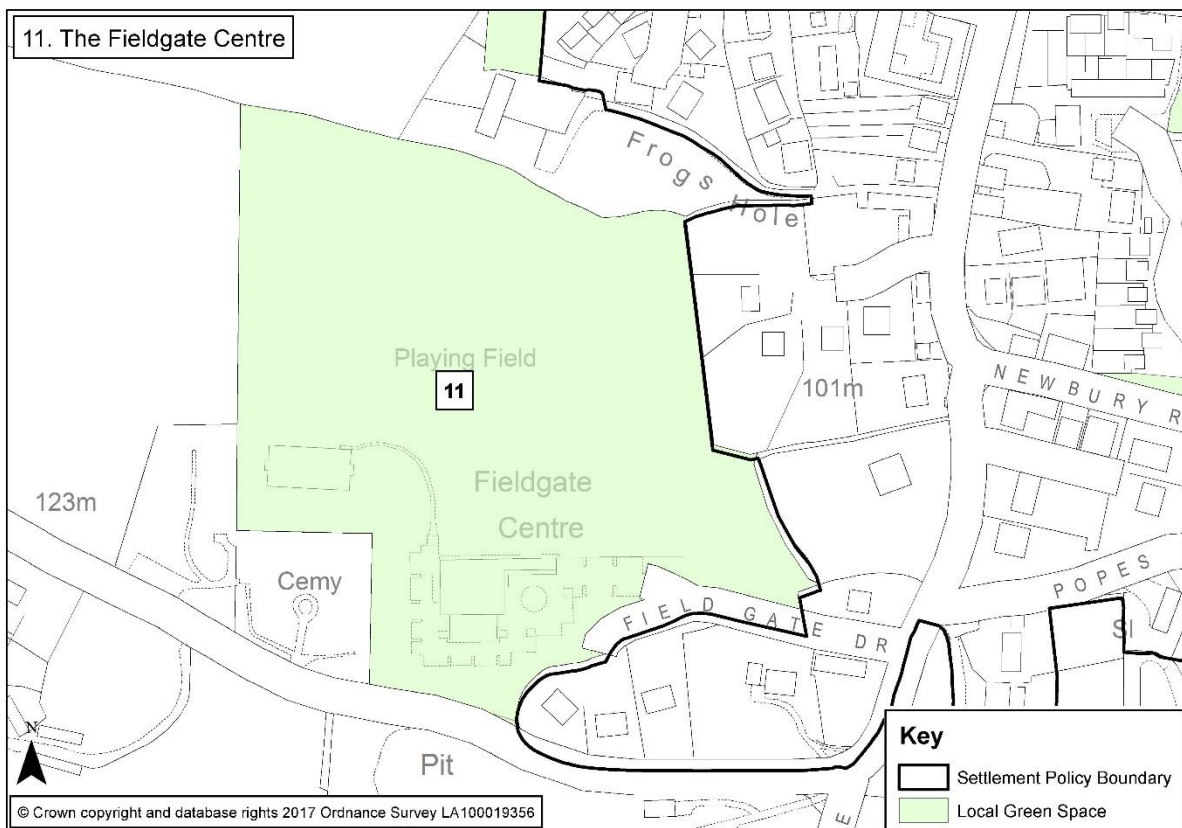 11. The Fieldgate Centre
Frogs Hole
Playing Field
11
101m
NEWBURY R
Fieldgate
Centre
123m
Cemy
FIELD GATE DR
POPES
Sl
Pit
E
N
Key
Settlement Policy Boundary
Local Green Space
© Crown copyright and database rights 2017 Ordnance Survey LA100019356